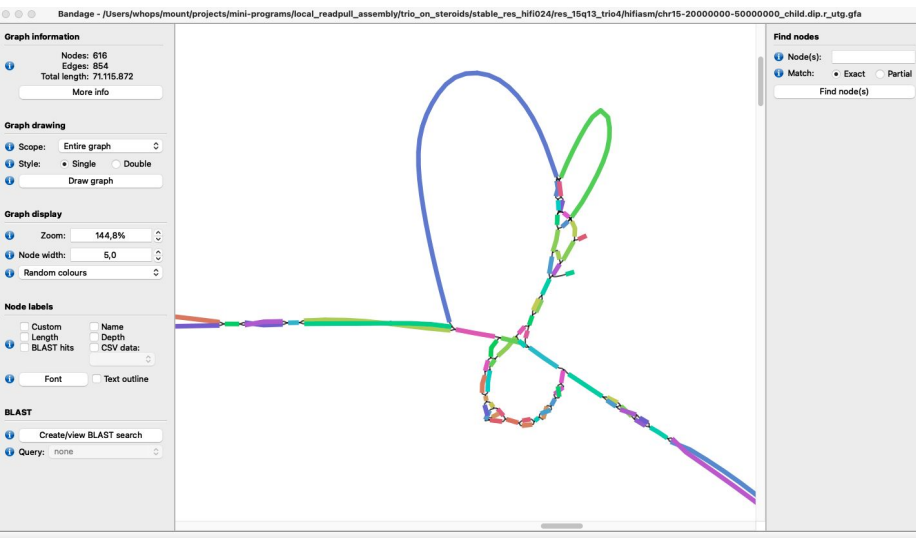 Bandage - /Users/whops/mount/projects/mini-programs/local_readpull_assembly/trio_on_steroids/stable_res_hifi024/res_15q13_trio4/hifiasm/chr15-20000000-50000000_child.dip.r_utg.gfa
Graph information
Nodes: 616
Edges: 854
Total length: 71.115.872
More info
Graph drawing
Scope: Entire graph
Style: Single Double
Draw graph
Graph display
Zoom: 144,8%
Node width: 5,0
Random colours
Node labels
Custom Name
Length Depth
BLAST hits CSV data:
Font Text outline
BLAST
Create/view BLAST search
Query: none
Find nodes
Node(s):
Match: Exact Partial
Find node(s)